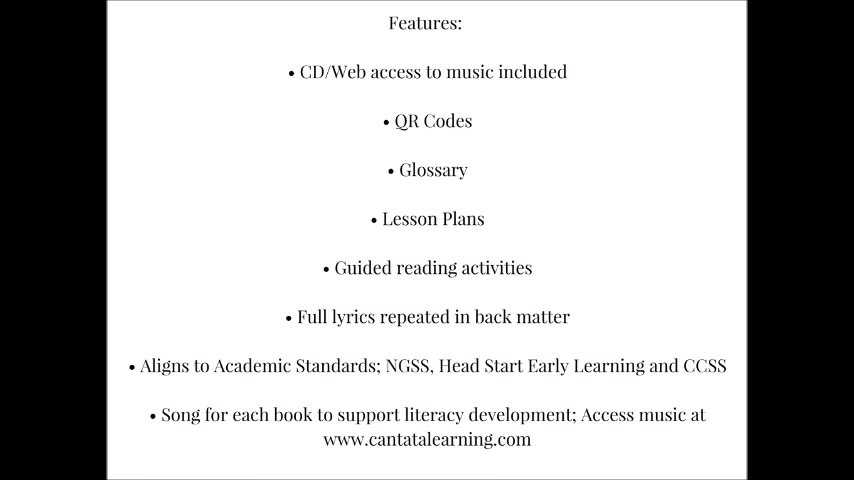 Features:
• CD/Web access to music included
• QR Codes
• Glossary
• Lesson Plans
• Guided reading activities
• Full lyrics repeated in back matter
• Aligns to Academic Standards; NGSS, Head Start Early Learning and CCSS
• Song for each book to support literacy development; Access music at
www.cantatalearning.com